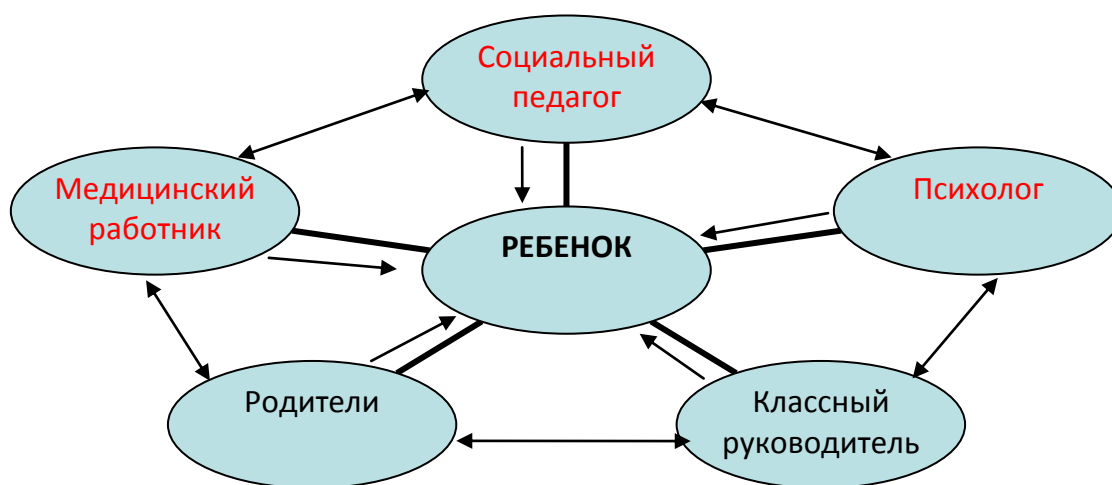 Социальный
педагог
Медицинский
работник
Психолог
РЕБЕНОК
Родители
Классный
руководитель